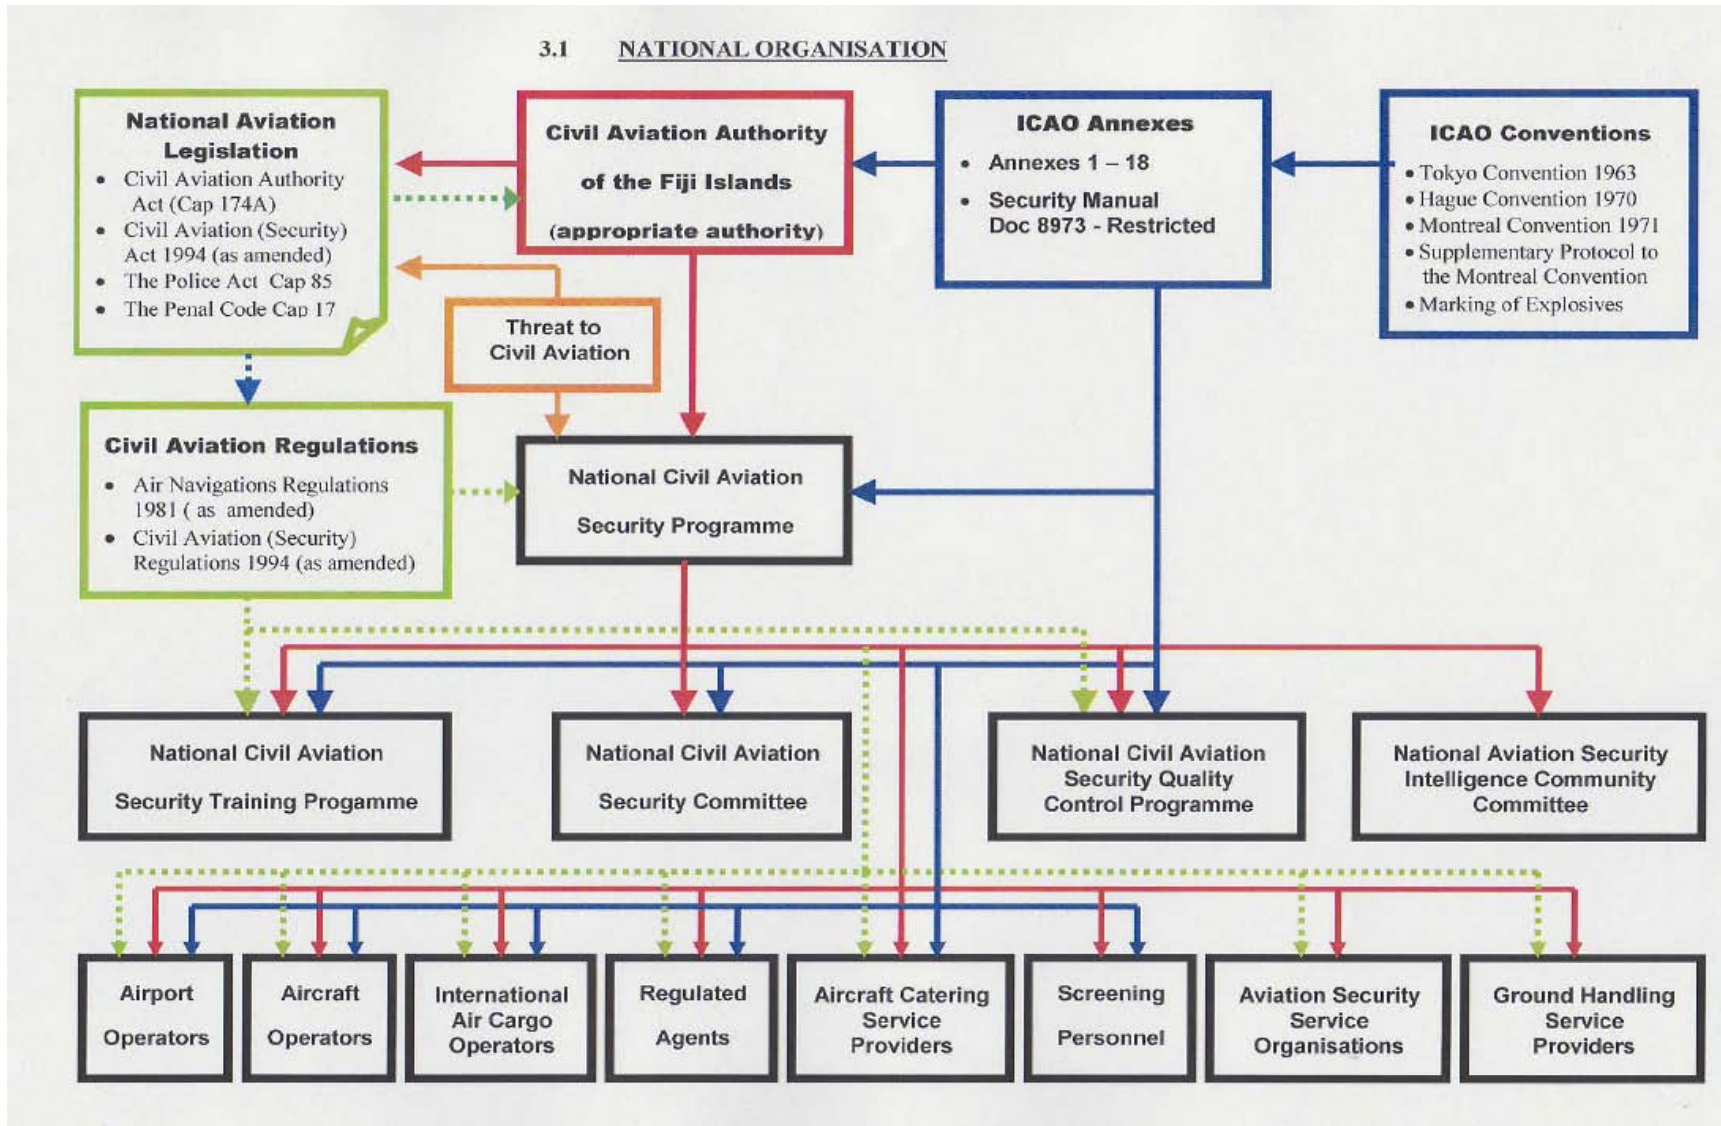 3.1 NATIONAL ORGANISATION
National Aviation
Legislation
• Civil Aviation Authority
Act (Cap 174A)
• Civil Aviation (Security)
Act 1994 (as amended)
• The Police Act Cap 85
• The Penal Code Cap 17
Civil Aviation Authority
of the Fiji Islands
(appropriate authority)
ICAO Annexes
• Annexes 1 – 18
• Security Manual
Doc 8973 - Restricted
ICAO Conventions
• Tokyo Convention 1963
• Hague Convention 1970
• Montreal Convention 1971
• Supplementary Protocol to
the Montreal Convention
• Marking of Explosives
Threat to
Civil Aviation
Civil Aviation Regulations
• Air Navigations Regulations
1981 ( as amended)
• Civil Aviation (Security)
Regulations 1994 (as amended)
National Civil Aviation
Security Programme
National Civil Aviation
Security Training Progamme
National Civil Aviation
Security Committee
National Civil Aviation
Security Quality
Control Programme
National Aviation Security
Intelligence Community
Committee
Airport
Operators
Aircraft
Operators
International
Air Cargo
Operators
Regulated
Agents
Aircraft Catering
Service
Providers
Screening
Personnel
Aviation Security
Service
Organisations
Ground Handling
Service
Providers